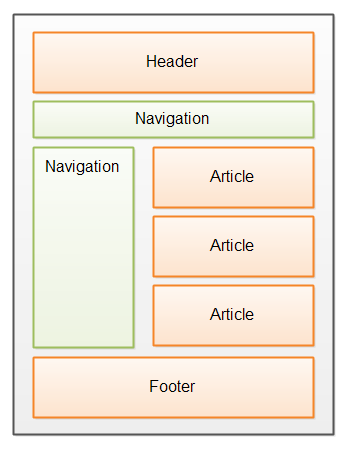 Header
Navigation
Navigation
Article
Article
Article
Footer